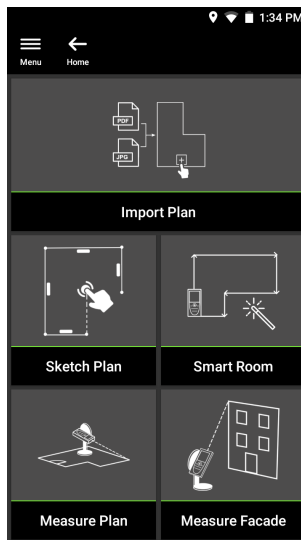 1:34 PM
Menu Home
PDF
JPG
Import Plan
Sketch Plan Smart Room
Measure Plan Measure Facade